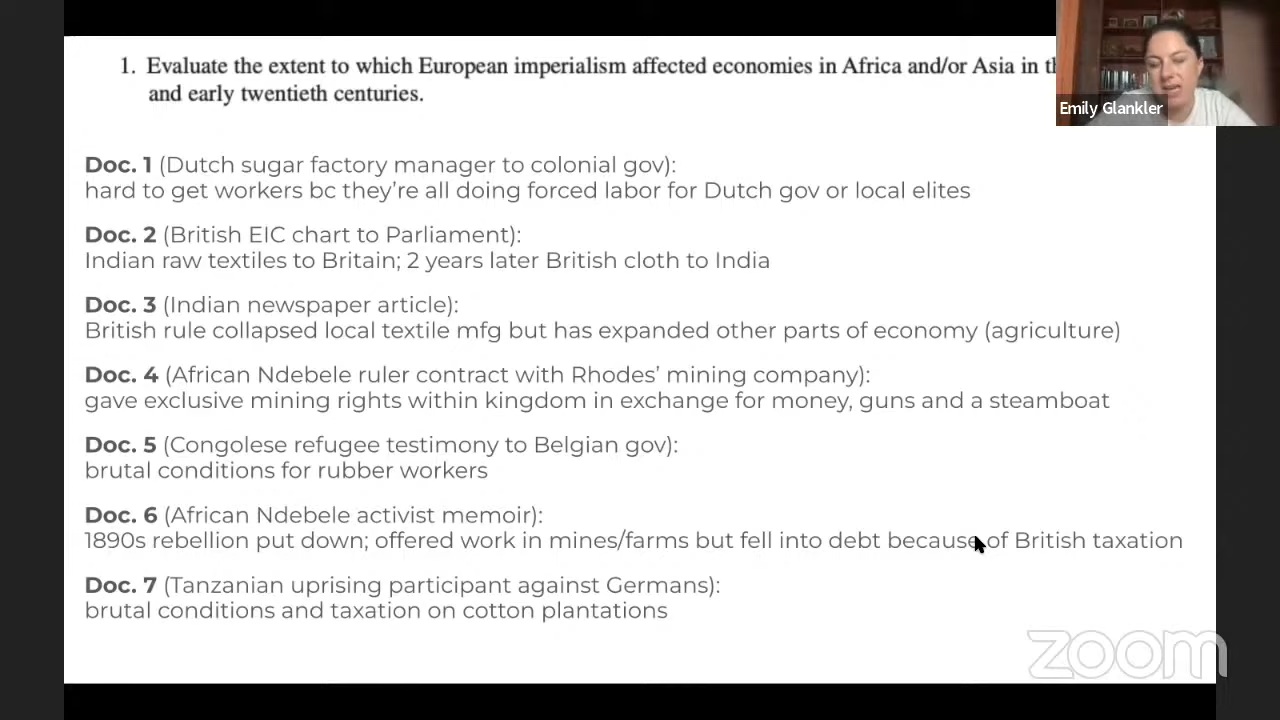 1. Evaluate the extent to which European imperialism affected economies in Africa and/or Asia in
and early twentieth centuries.
Emily Glankler
Doc. 1 (Dutch sugar factory manager to colonial gov):
hard to get workers bc they're all doing forced labor for Dutch gov or local elites
Doc. 2 (British EIC chart to Parliament):
Indian raw textiles to Britain; 2 years later British cloth to India
Doc. 3 (Indian newspaper article):
British rule collapsed local textile mfg but has expanded other parts of economy (agriculture)
Doc. 4 (African Ndebele ruler contract with Rhodes' mining company):
gave exclusive mining rights within kingdom in exchange for money, guns and a steamboat
Doc. 5 (Congolese refugee testimony to Belgian gov):
brutal conditions for rubber workers
Doc. 6 (African Ndebele activist memoir):
1890s rebellion put down; offered work in mines/farms but fell into debt because of British taxation
Doc. 7 (Tanzanian uprising participant against Germans):
brutal conditions and taxation on cotton plantations
zoom